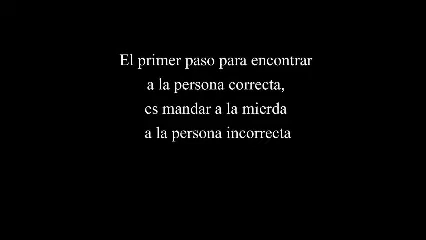 El primer paso para encontrar
a la persona correcta,
es mandar a la mierda
a la persona incorrecta